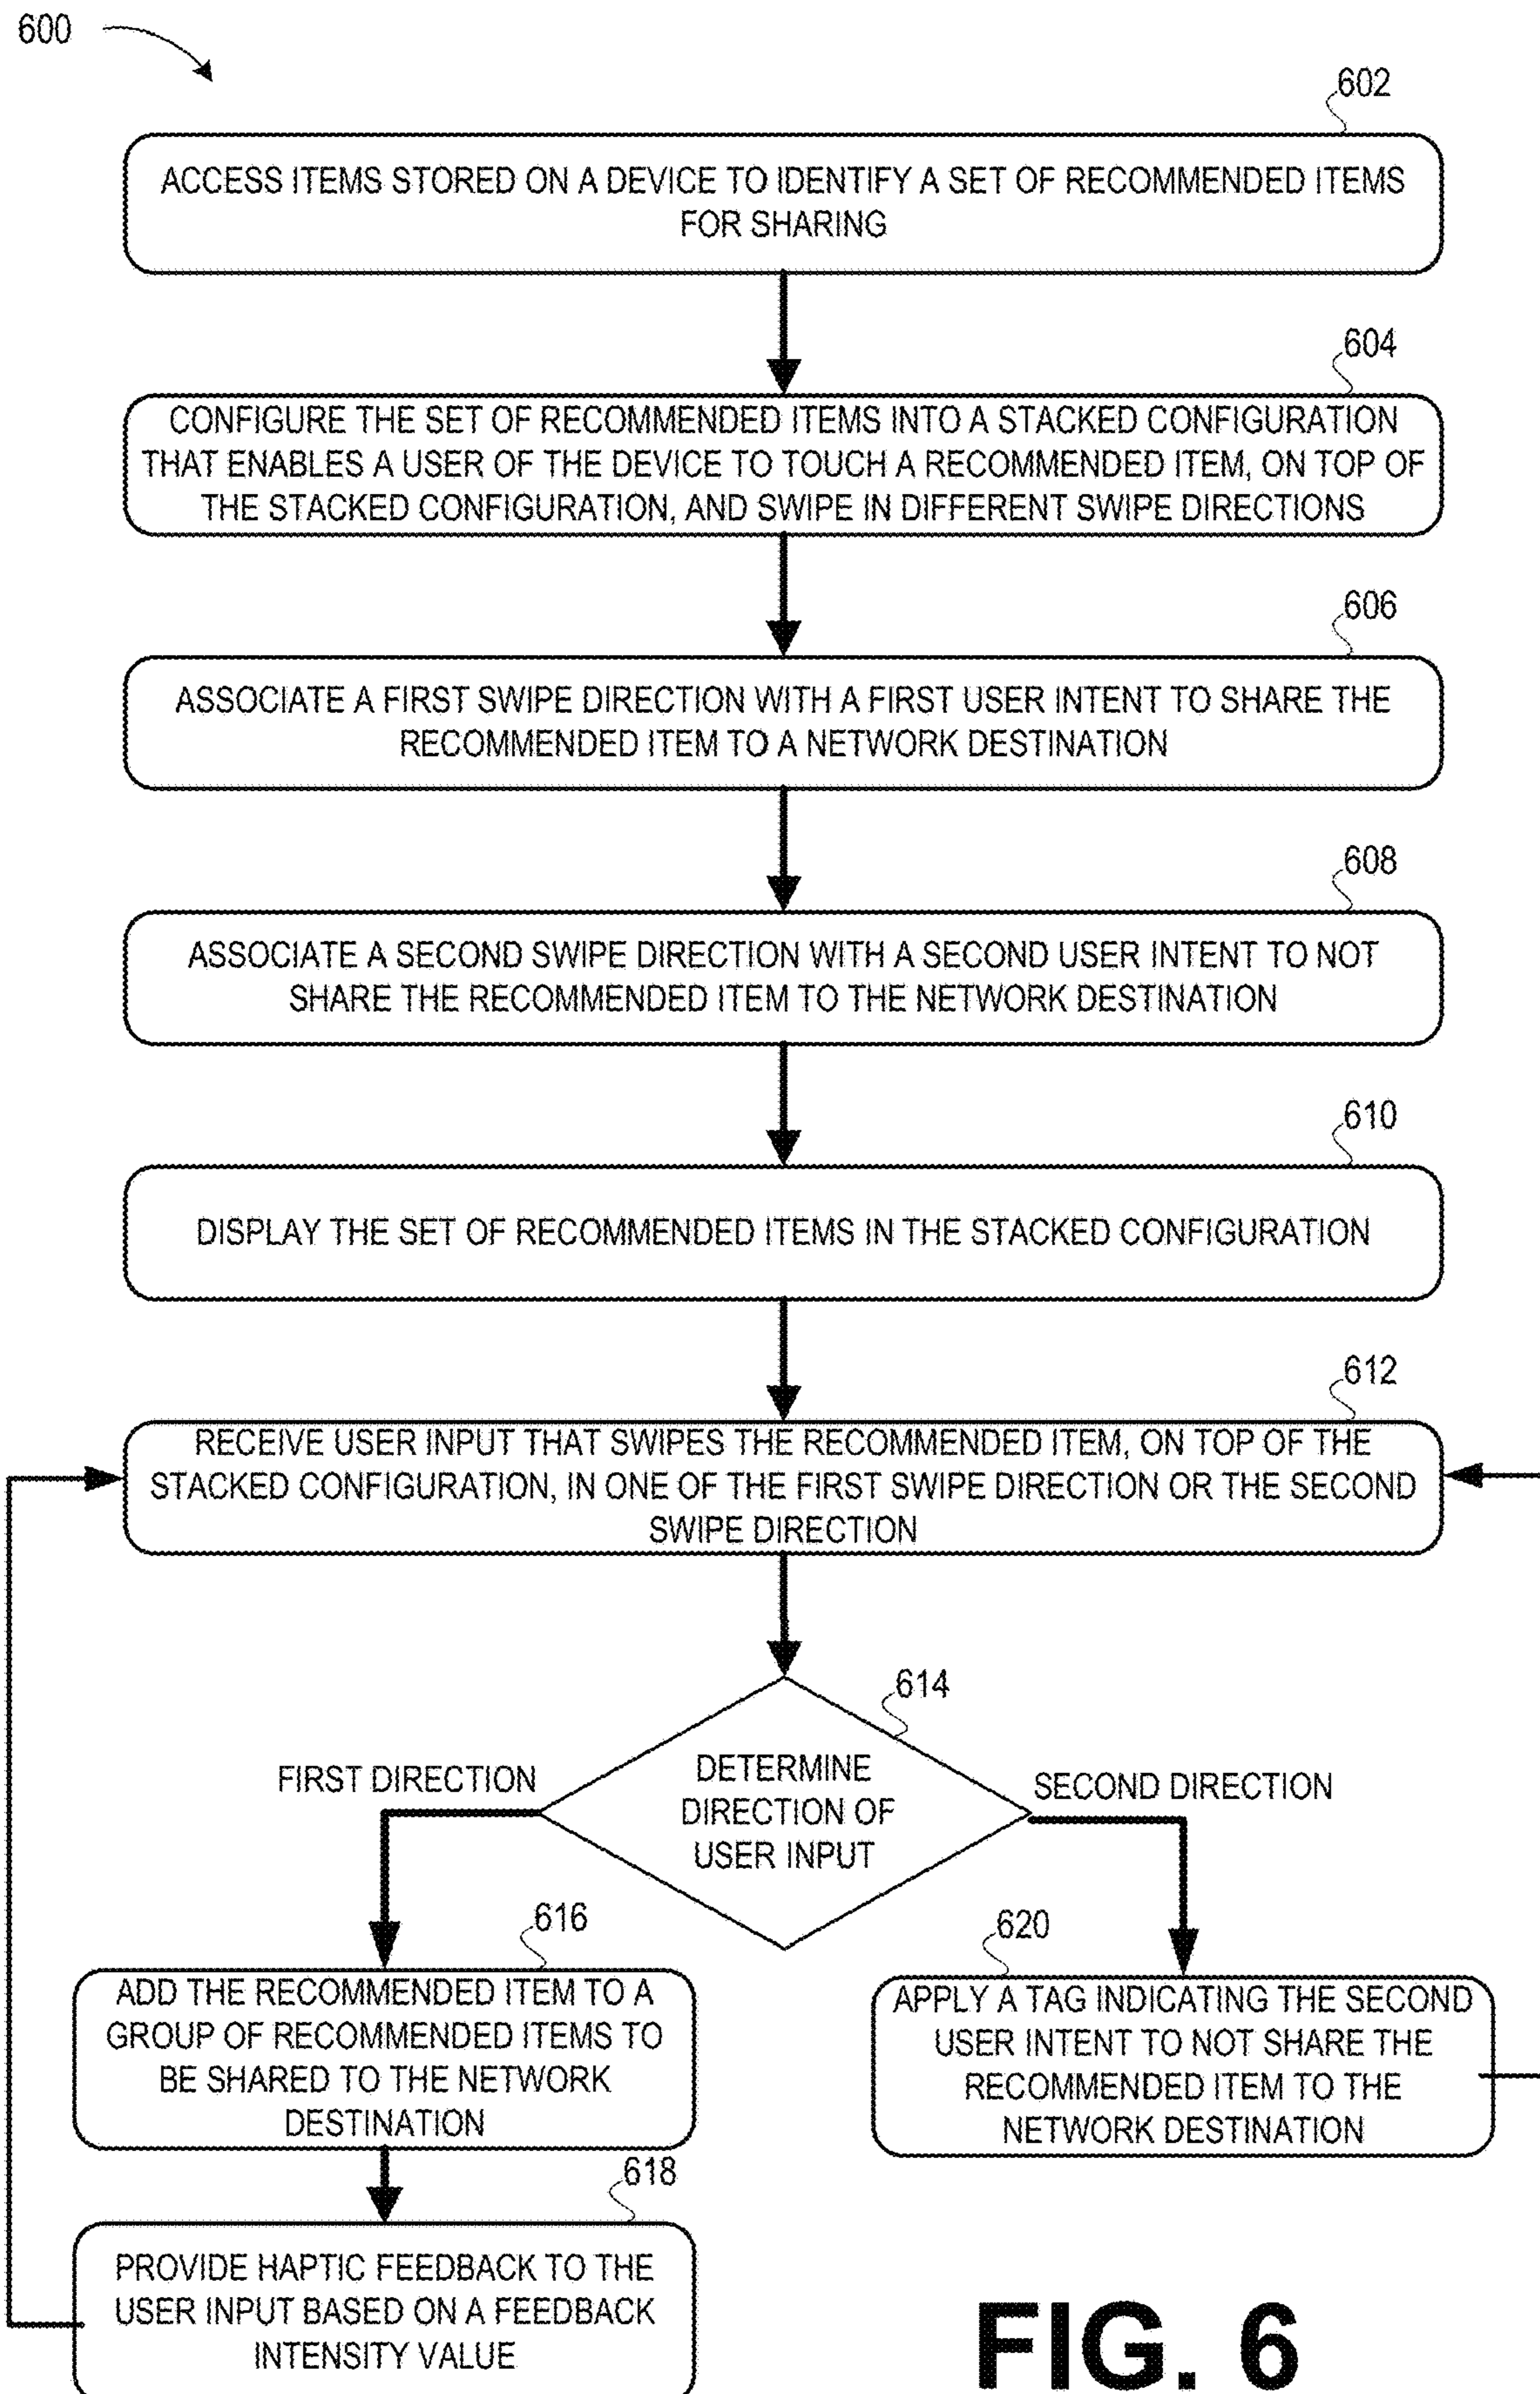 600
602
ACCESS ITEMS STORED ON A DEVICE TO IDENTIFY A SET OF RECOMMENDED ITEMS
FOR SHARING
604
CONFIGURE THE SET OF RECOMMENDED ITEMS INTO A STACKED CONFIGURATION
THAT ENABLES A USER OF THE DEVICE TO TOUCH A RECOMMENDED ITEM, ON TOP OF
THE STACKED CONFIGURATION, AND SWIPE IN DIFFERENT SWIPE DIRECTIONS
606
ASSOCIATE A FIRST SWIPE DIRECTION WITH A FIRST USER INTENT TO SHARE THE
RECOMMENDED ITEM TO A NETWORK DESTINATION
608
ASSOCIATE A SECOND SWIPE DIRECTION WITH A SECOND USER INTENT TO NOT
SHARE THE RECOMMENDED ITEM TO THE NETWORK DESTINATION
610
DISPLAY THE SET OF RECOMMENDED ITEMS IN THE STACKED CONFIGURATION
612
RECEIVE USER INPUT THAT SWIPES THE RECOMMENDED ITEM, ON TOP OF THE
STACKED CONFIGURATION, IN ONE OF THE FIRST SWIPE DIRECTION OR THE SECOND
SWIPE DIRECTION
614
DETERMINE
DIRECTION OF
USER INPUT
FIRST DIRECTION
SECOND DIRECTION
616
ADD THE RECOMMENDED ITEM TO A
GROUP OF RECOMMENDED ITEMS TO
BE SHARED TO THE NETWORK
DESTINATION
620
APPLY A TAG INDICATING THE SECOND
USER INTENT TO NOT SHARE THE
RECOMMENDED ITEM TO THE
NETWORK DESTINATION
618
PROVIDE HAPTIC FEEDBACK TO THE
USER INPUT BASED ON A FEEDBACK
INTENSITY VALUE
FIG. 6